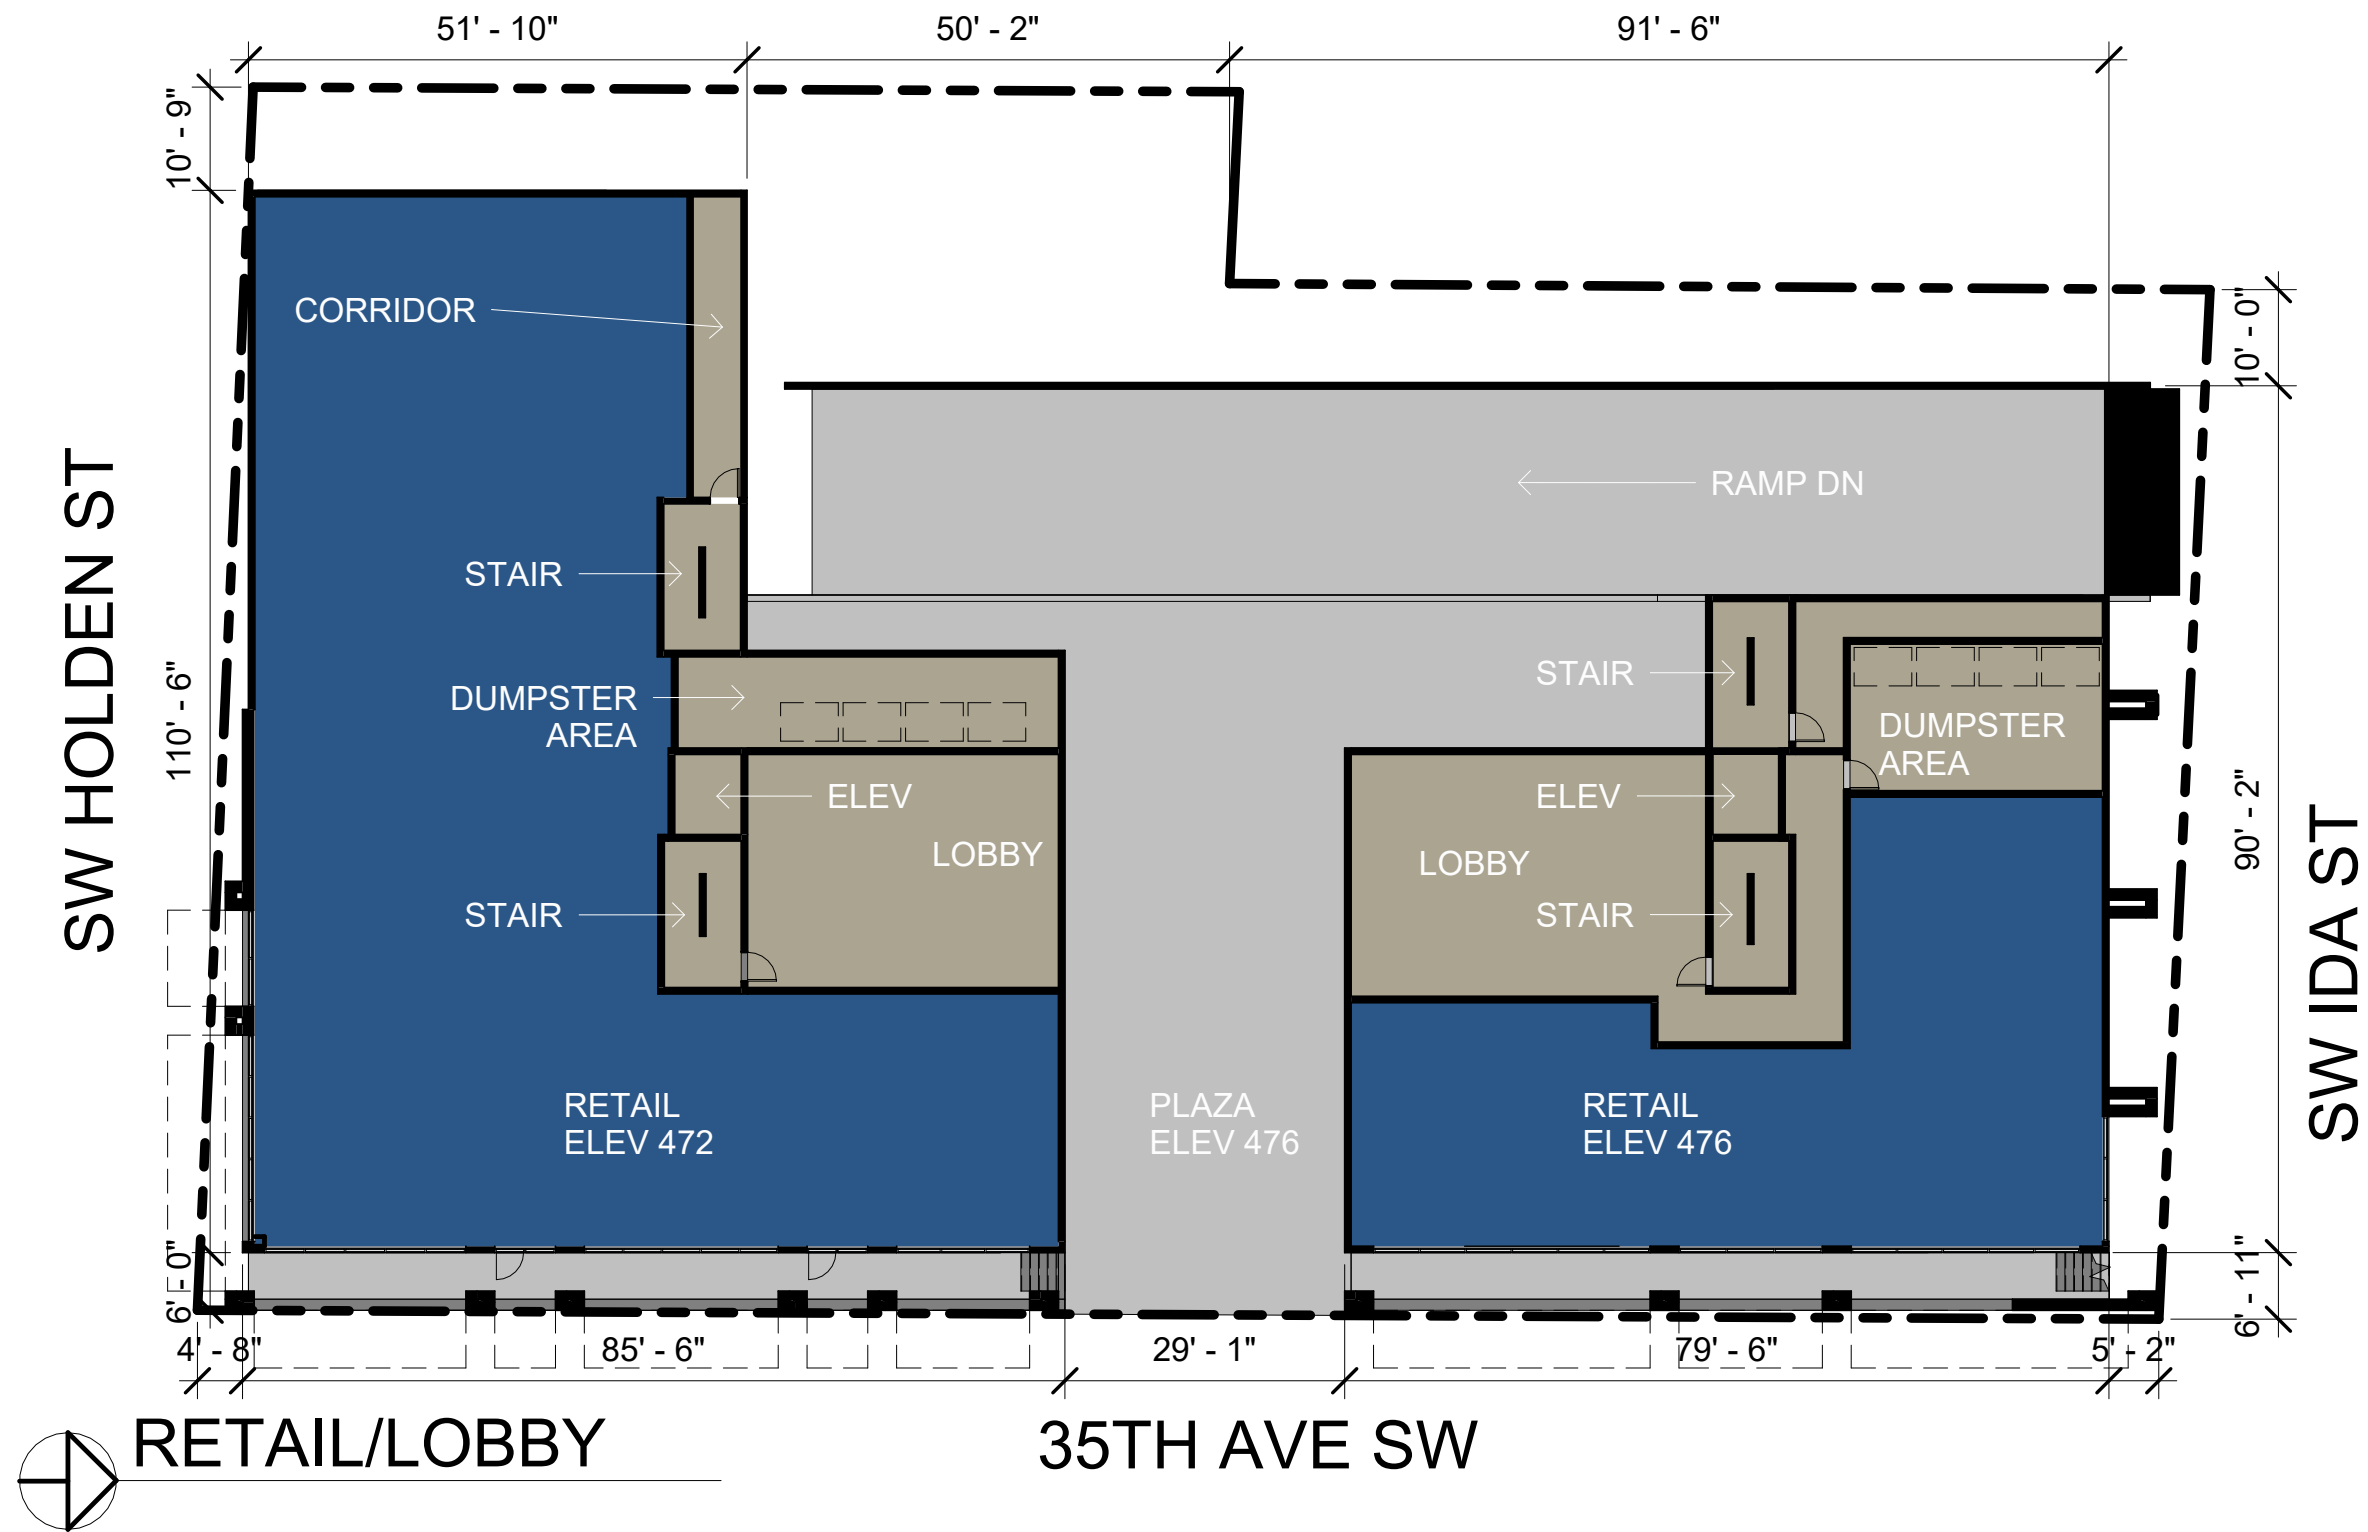 51' - 10"
50' - 2"
91' - 6"
10' - 9"
10' - 0"
CORRIDOR
RAMP DN
SW HOLDEN ST
STAIR
STAIR
110' - 6"
DUMPSTER
AREA
DUMPSTER
AREA
ELEV
ELEV
90' - 2"
LOBBY
LOBBY
SW IDA ST
STAIR
STAIR
RETAIL
ELEV 472
PLAZA
ELEV 476
RETAIL
ELEV 476
6' - 0"
6' - 11"
4' - 8"
85' - 6"
29' - 1"
79' - 6"
5' - 2"
RETAIL/LOBBY
35TH AVE SW